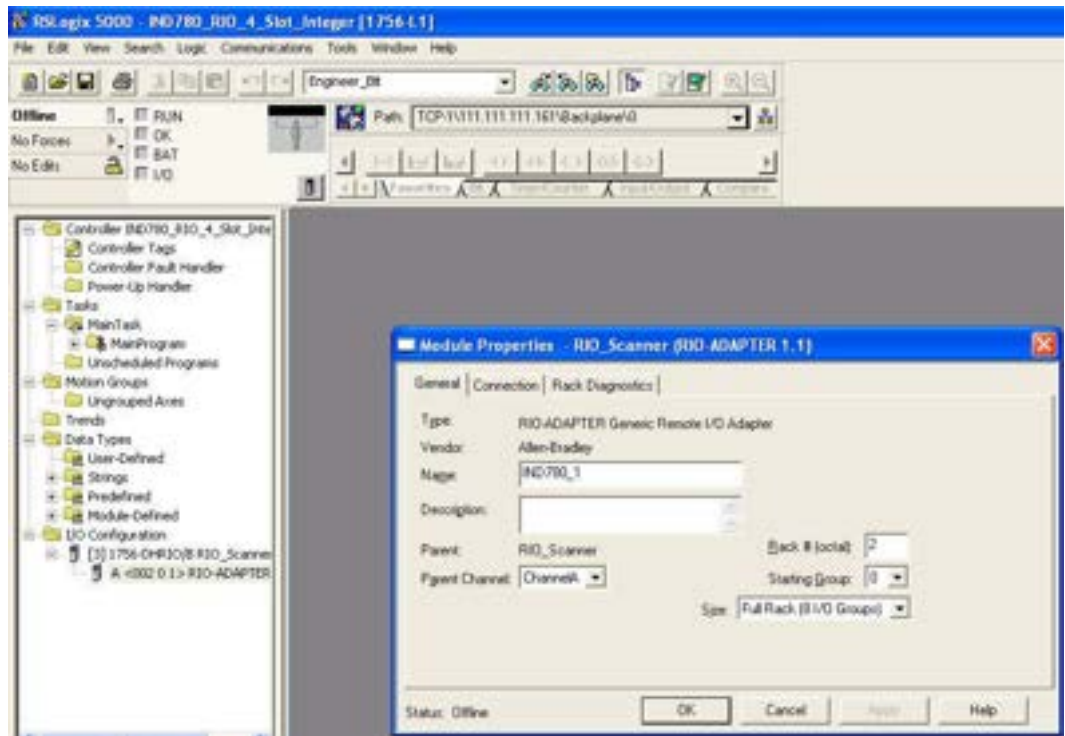 RSLogix 5000 - IND780_RIO_4_Slot_Integer [1756-L1]
File Edit View Search Logic Communications Tools Window Help
Engineer_Bit
Offline
RUN
No Forces
OK
No Edits
BAT
I/O
Path: TCP-1\111.111.111.161\Backplane\0
Favorites
Bit
Timer/Counter
Input/Output
Compare
Controller IND780_RIO_4_Slot_Inte
Controller Tags
Controller Fault Handler
Power-Up Handler
Tasks
MainTask
MainProgram
Unscheduled Programs
Motion Groups
Ungrouped Axes
Trends
Data Types
User-Defined
Strings
Predefined
Module-Defined
I/O Configuration
[3] 1756-DHRIO/B RIO_Scanner
A <002 0 1> RIO-ADAPTER
Module Properties - RIO_Scanner (RIO-ADAPTER 1.1)
General Connection Rack Diagnostics
Type: RIO-ADAPTER Generic Remote I/O Adapter
Vendor: Allen-Bradley
Name: IND780_1
Description:
Parent: RIO_Scanner
Rack # (octal): 2
Parent Channel: ChannelA
Starting Group: 0
Size: Full Rack (8 I/O Groups)
Status: Offline
OK Cancel Apply Help